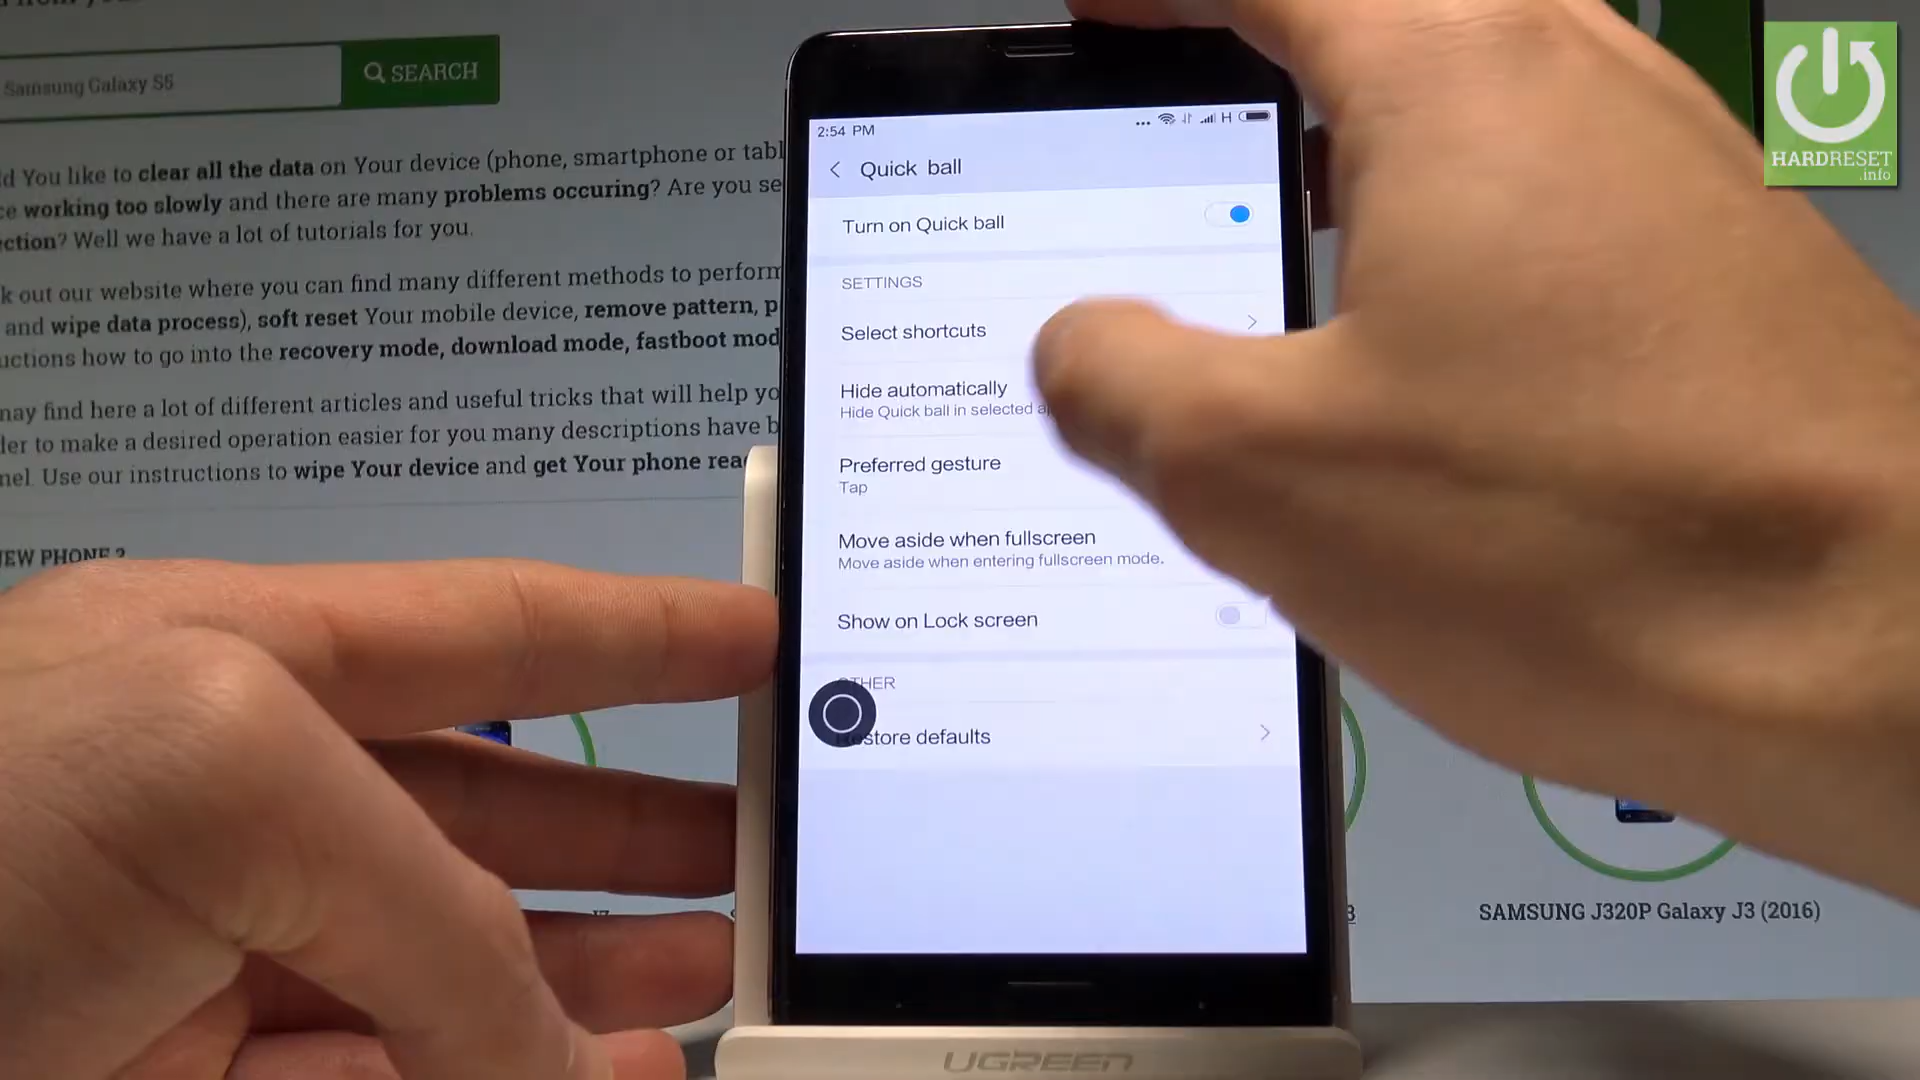 from your
Samsung Galaxy S5
SEARCH
d You like to clear all the data on Your device (phone, smartphone or tabl
ce working too slowly and there are many problems occuring? Are you se
ection? Well we have a lot of tutorials for you.
k out our website where you can find many different methods to perform
and wipe data process), soft reset Your mobile device, remove pattern, p
uctions how to go into the recovery mode, download mode, fastboot mod
nay find here a lot of different articles and useful tricks that will help yo
ler to make a desired operation easier for you many descriptions have b
nel. Use our instructions to wipe Your device and get Your phone rea
EW PHONE ?
SAMSUNG J320P Galaxy J3 (2016)
2:54 PM
H
Quick ball
Turn on Quick ball
SETTINGS
Select shortcuts
Hide automatically
Hide Quick ball in selected a
Preferred gesture
Tap
Move aside when fullscreen
Move aside when entering fullscreen mode.
Show on Lock screen
OTHER
Restore defaults
UGREEN
HARDRESET
.info